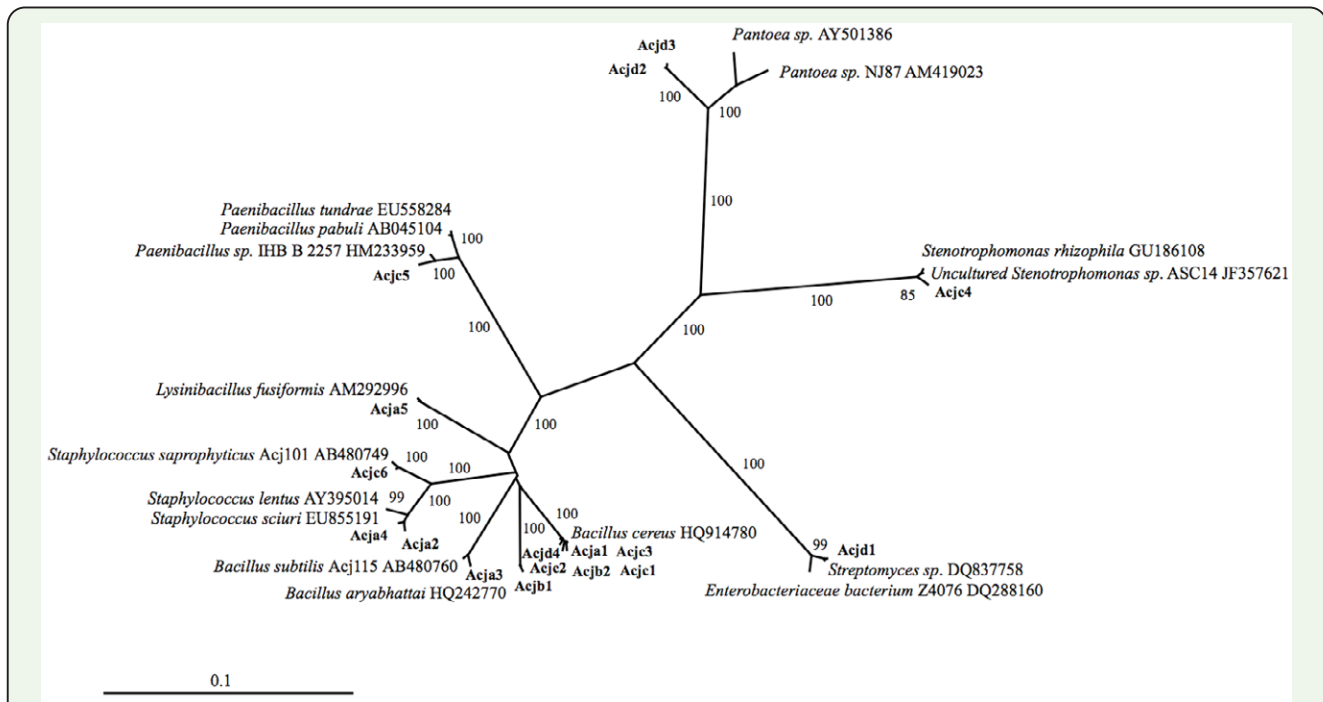 Acjd3
Pantoea sp. AY501386
Acjd2
Pantoea sp. NJ87 AM419023
100
100
100
Paenibacillus tundrae EU558284
Paenibacillus pabuli AB045104
100
Paenibacillus sp. IHB B 2257 HM233959
Acjc5
100
Stenotrophomonas rhizophila GU186108
Uncultured Stenotrophomonas sp. ASC14 JF357621
100
85
Acjc4
100
100
Lysinibacillus fusiformis AM292996
Acja5
100
100
Staphylococcus saprophyticus Acj101 AB480749
100
Acjc6
100
100
Staphylococcus lentus AY395014
99
100
Staphylococcus sciuri EU855191
Acja4
Acja2
100
100
100
Bacillus cereus HQ914780
Acjd4
Acja1
Acjc3
Bacillus subtilis Acj115 AB480760
Acja3
Acjc2
Acjb2
Acjc1
Bacillus aryabhattai HQ242770
Acjb1
99
Acjd1
Streptomyces sp. DQ837758
Enterobacteriaceae bacterium Z4076 DQ288160
0.1